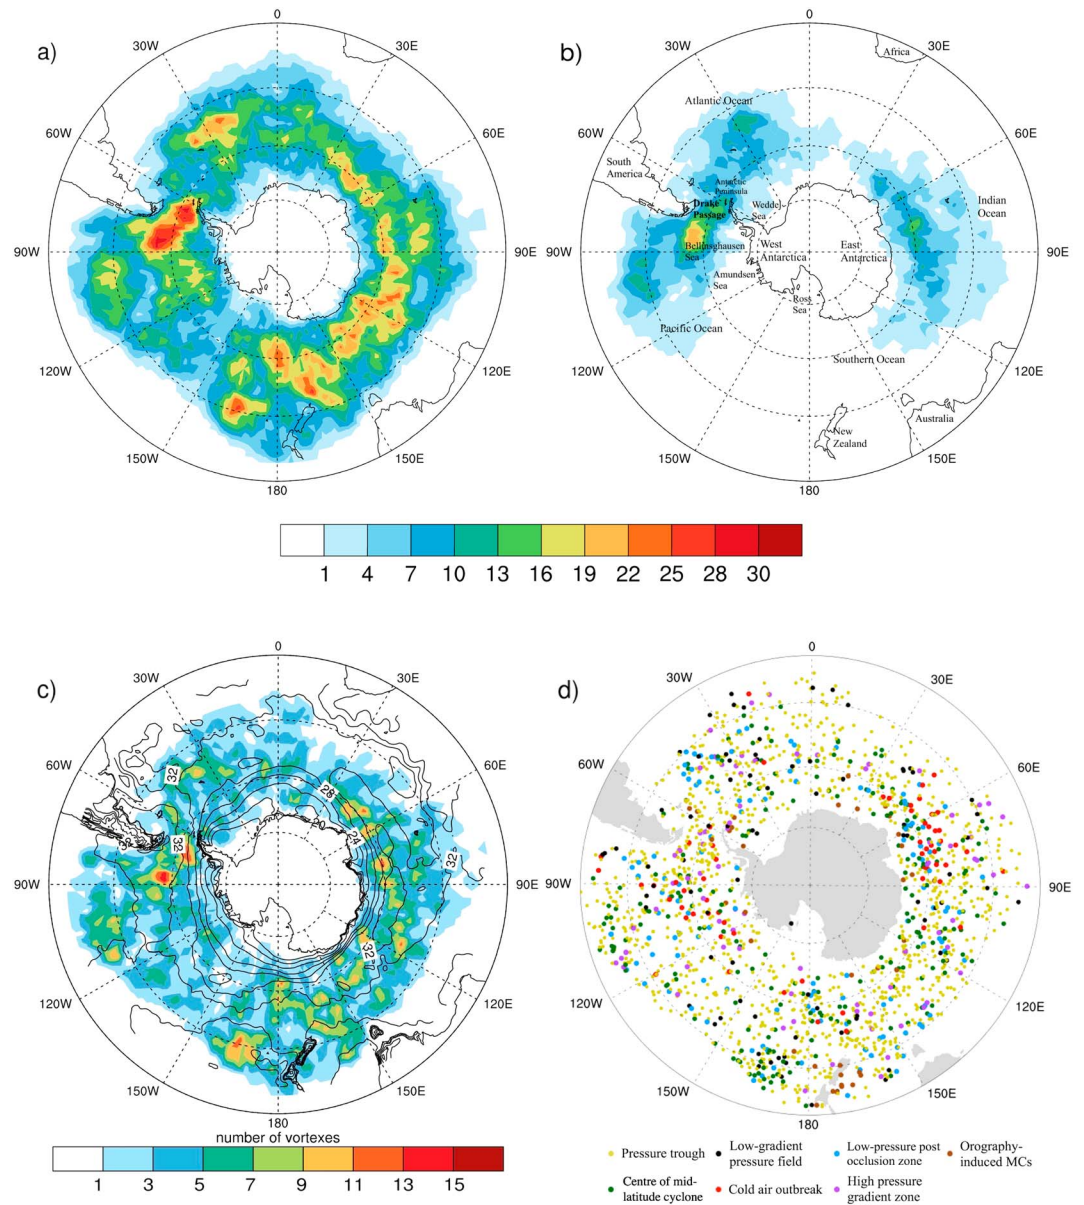 0
0
a)
30W
30E
b)
30W
30E
Africa
Atlantic Ocean
60W
60E
60W
60E
South
America
Antarctic
Peninsula
Drake
Passage
Weddel
Sea
Indian
Ocean
90W
90E
90W
90E
Bellinghausen
Sea
West
Antarctica
East
Antarctica
Amundsen
Sea
Ross
Sea
Pacific Ocean
Southern Ocean
120W
120E
120W
120E
Australia
New
Zealand
150W
150E
150W
150E
180
180
1 4 7 10 13 16 19 22 25 28 30
0
0
c)
30W
30E
d)
30W
30E
60W
60E
60W
60E
32
28
20
24
32
32
32
90W
90E
90W
90E
120W
120E
120W
120E
150W
150E
150W
150E
180
180
number of vortexes
1 3 5 7 9 11 13 15
Pressure trough
Low-gradient
pressure field
Low-pressure post
occlusion zone
Orography-
induced MCs
Centre of mid-
latitude cyclone
Cold air outbreak
High pressure
gradient zone